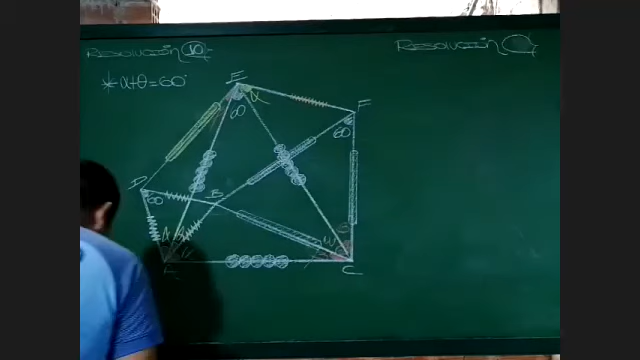 Resolución 10
Resolución
* α+θ=60°
E
α
60
F
60
D
60
B
α
ω
θ
C